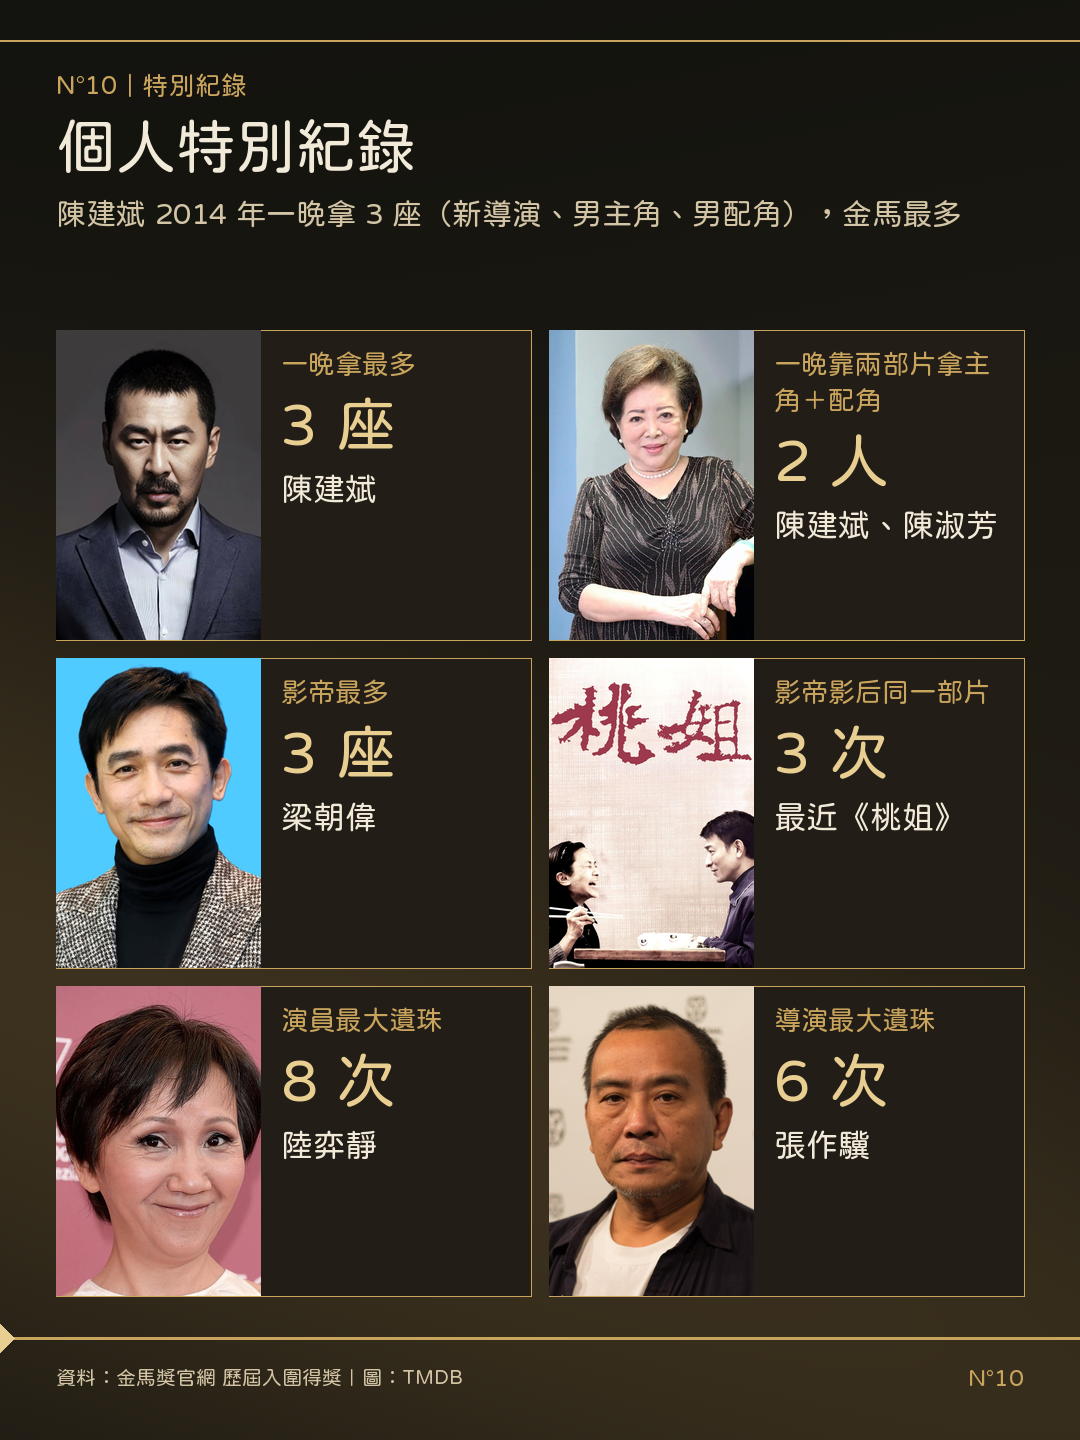 N°10｜特別紀錄
個人特別紀錄
陳建斌 2014 年一晚拿 3 座（新導演、男主角、男配角），金馬最多
一晚拿最多
3 座
陳建斌
一晚靠兩部片拿主
角＋配角
2 人
陳建斌、陳淑芳
影帝最多
3 座
梁朝偉
桃姐
影帝影后同一部片
3 次
最近《桃姐》
演員最大遺珠
8 次
陸弈靜
導演最大遺珠
6 次
張作驥
資料：金馬獎官網 歷屆入圍得獎｜圖：TMDB
N°10